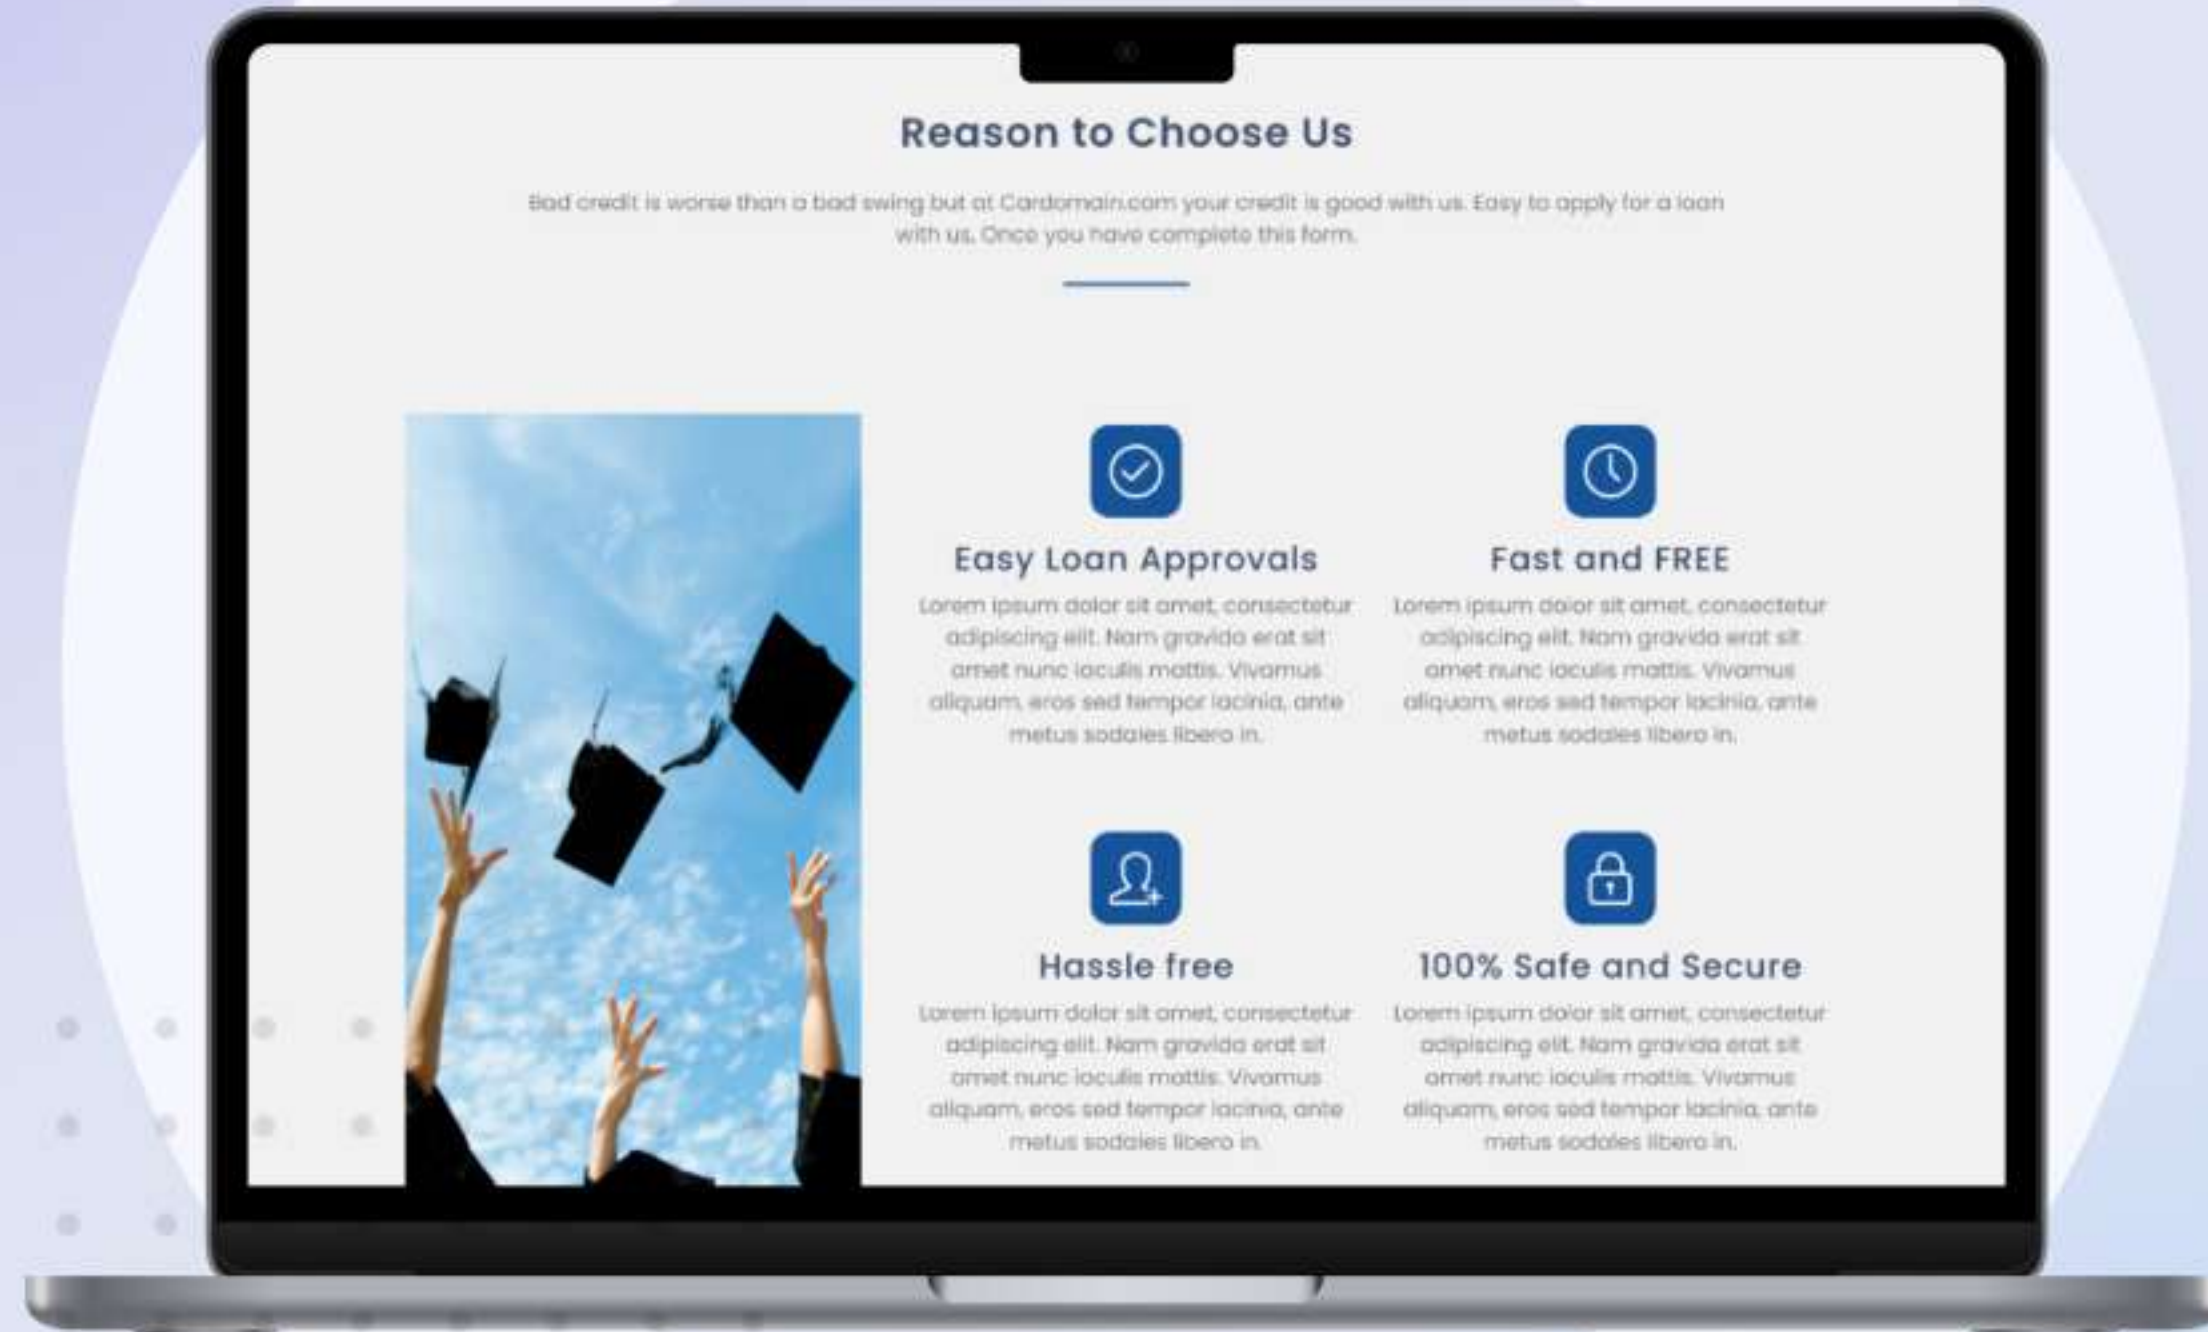 Reason to Choose Us
Bad credit is worse than a bad swing but at Cardomain.com your credit is good with us. Easy to apply for a loan
with us. Once you have complete this form.
Easy Loan Approvals
Lorem ipsum dolor sit amet, consectetur
adipiscing elit. Nam gravida erat sit
amet nunc iaculis mattis. Vivamus
aliquam, eros sed tempor lacinia, ante
metus sodales libero in.
Fast and FREE
Lorem ipsum dolor sit amet, consectetur
adipiscing elit. Nam gravida erat sit
amet nunc iaculis mattis. Vivamus
aliquam, eros sed tempor lacinia, ante
metus sodales libero in.
Hassle free
Lorem ipsum dolor sit amet, consectetur
adipiscing elit. Nam gravida erat sit
amet nunc iaculis mattis. Vivamus
aliquam, eros sed tempor lacinia, ante
metus sodales libero in.
100% Safe and Secure
Lorem ipsum dolor sit amet, consectetur
adipiscing elit. Nam gravida erat sit
amet nunc iaculis mattis. Vivamus
aliquam, eros sed tempor lacinia, ante
metus sodales libero in.